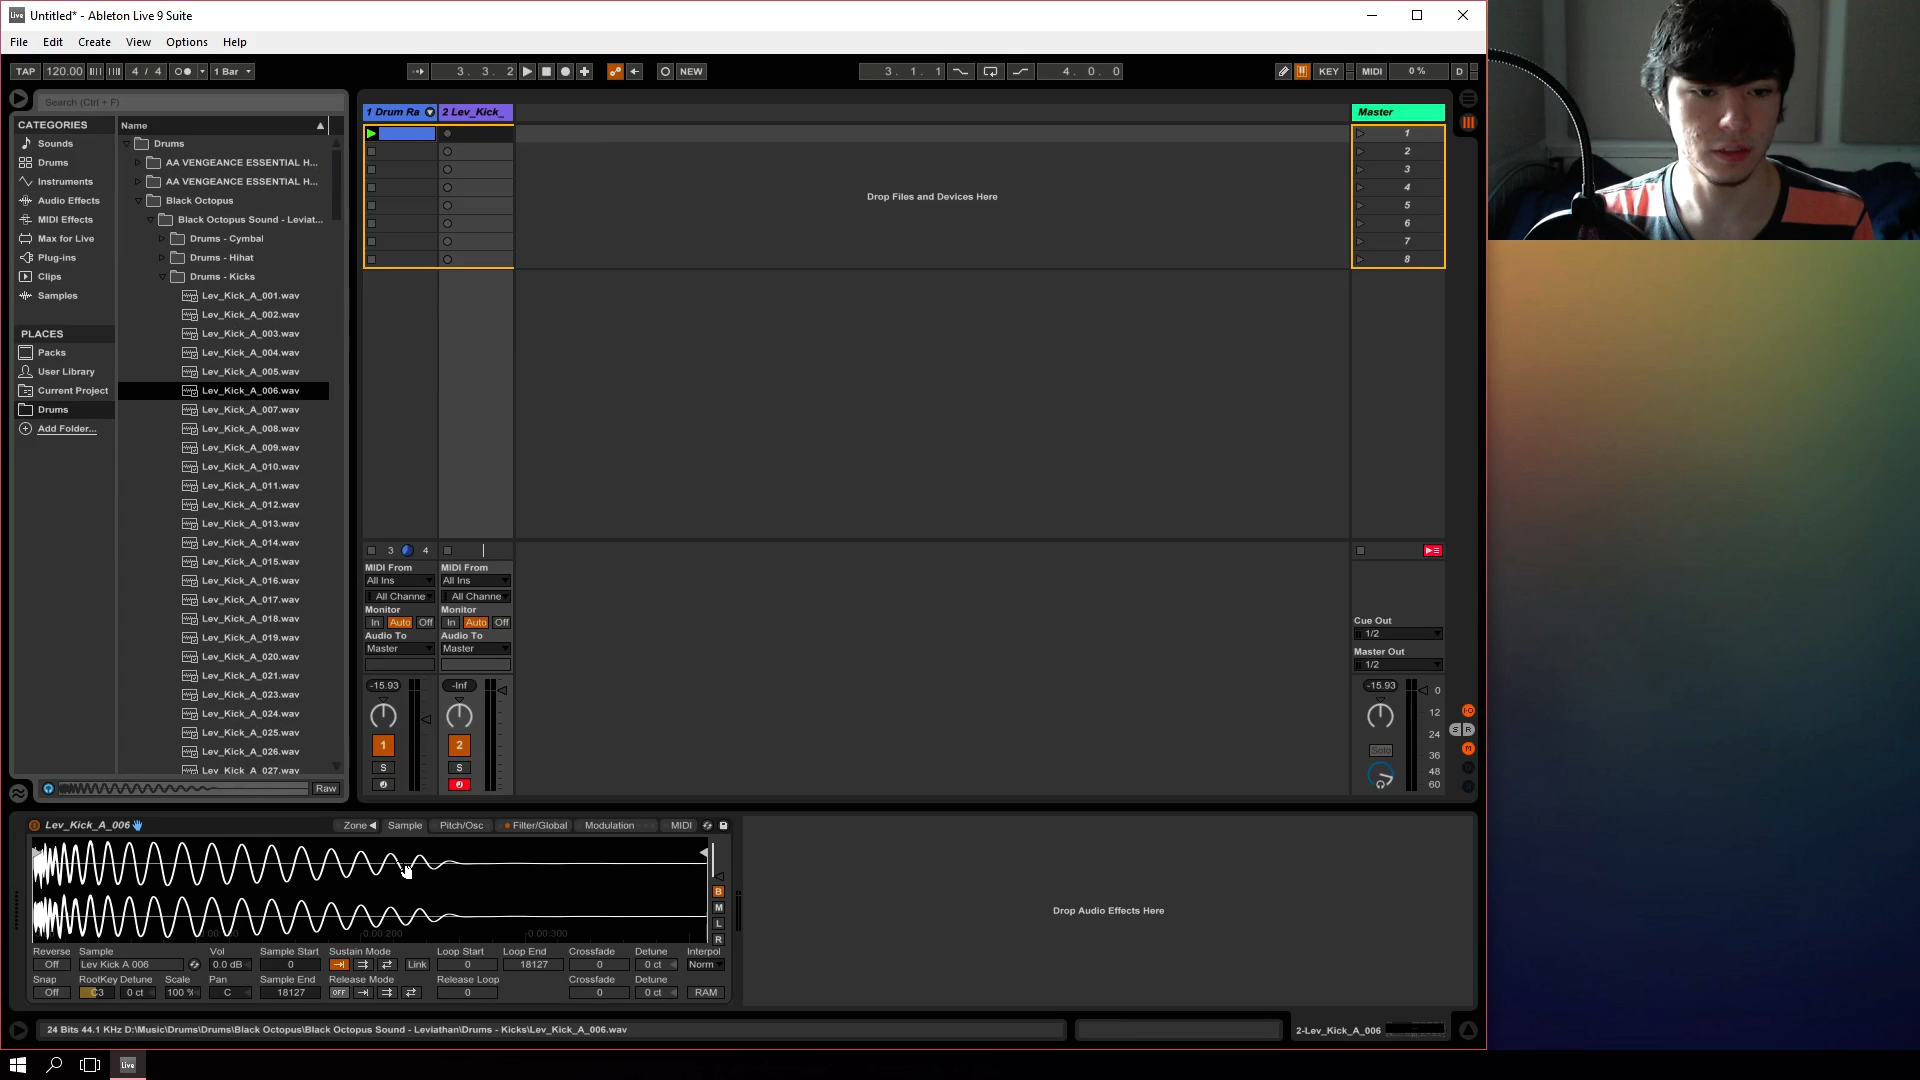 Untitled* - Ableton Live 9 Suite
File Edit Create View Options Help
TAP 120.00 4 / 4 1 Bar 3. 3. 2 NEW 3. 1. 1 4. 0. 0 KEY MIDI 0 % D
Search (Ctrl + F)
CATEGORIES
Sounds
Drums
Instruments
Audio Effects
MIDI Effects
Max for Live
Plug-ins
Clips
Samples
PLACES
Packs
User Library
Current Project
Drums
Add Folder...
Name
Drums
AA VENGEANCE ESSENTIAL H...
AA VENGEANCE ESSENTIAL H...
Black Octopus
Black Octopus Sound - Leviat...
Drums - Cymbal
Drums - Hihat
Drums - Kicks
Lev_Kick_A_001.wav
Lev_Kick_A_002.wav
Lev_Kick_A_003.wav
Lev_Kick_A_004.wav
Lev_Kick_A_005.wav
Lev_Kick_A_006.wav
Lev_Kick_A_007.wav
Lev_Kick_A_008.wav
Lev_Kick_A_009.wav
Lev_Kick_A_010.wav
Lev_Kick_A_011.wav
Lev_Kick_A_012.wav
Lev_Kick_A_013.wav
Lev_Kick_A_014.wav
Lev_Kick_A_015.wav
Lev_Kick_A_016.wav
Lev_Kick_A_017.wav
Lev_Kick_A_018.wav
Lev_Kick_A_019.wav
Lev_Kick_A_020.wav
Lev_Kick_A_021.wav
Lev_Kick_A_023.wav
Lev_Kick_A_024.wav
Lev_Kick_A_025.wav
Lev_Kick_A_026.wav
Lev_Kick_A_027.wav
Raw
1 Drum Ra 2 Lev_Kick_ Master
1
2
3
4
5
6
7
8
Drop Files and Devices Here
3 4
MIDI From MIDI From
All Ins All Ins
All Channe All Channe
Monitor Monitor
In Auto Off In Auto Off
Audio To Audio To
Master Master
-15.93 -Inf
1 2
S S
Cue Out
1/2
Master Out
1/2
-15.93
0
12
24
36
48
60
Solo
S R
M
Lev_Kick_A_006 Zone Sample Pitch/Osc Filter/Global Modulation MIDI
B
M
L
R
0:00:200 0:00:300
Reverse Sample Vol Sample Start Sustain Mode Loop Start Loop End Crossfade Detune Interpol
Off Lev Kick A 006 0.0 dB 0 Link 0 18127 0 0 ct Norm
Snap RootKey Detune Scale Pan Sample End Release Mode Release Loop Crossfade Detune
Off C3 0 ct 100 % C 18127 OFF 0 0 0 ct RAM
Drop Audio Effects Here
24 Bits 44.1 KHz D:\Music\Drums\Drums\Black Octopus\Black Octopus Sound - Leviathan\Drums - Kicks\Lev_Kick_A_006.wav
2-Lev_Kick_A_006
Live